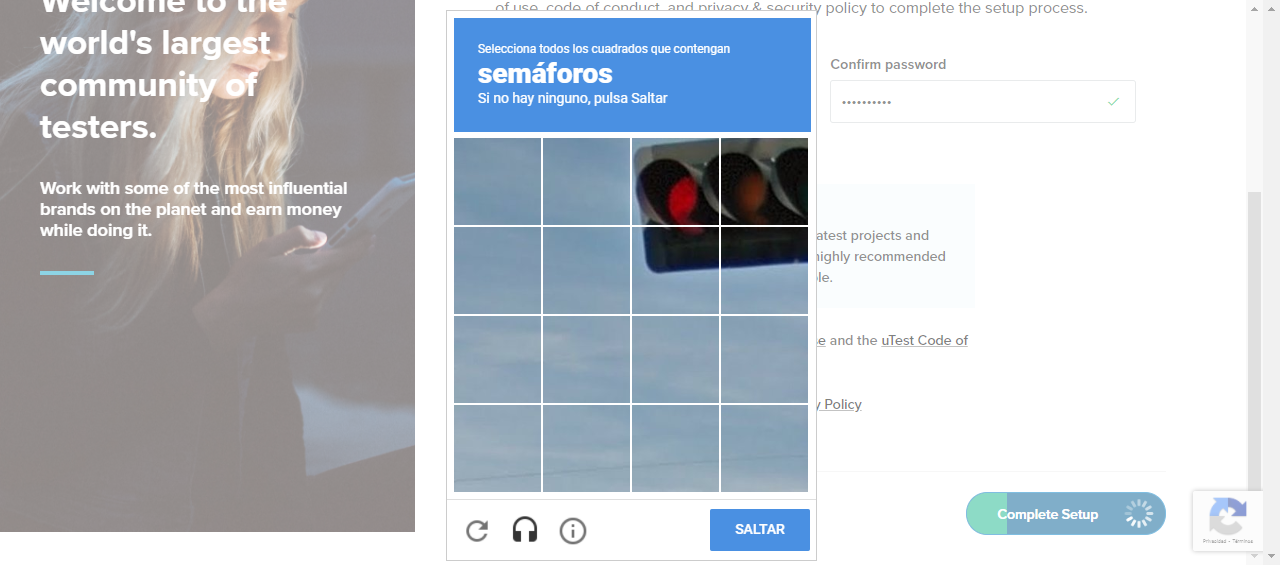 Welcome to the
world's largest
community of
testers.
Work with some of the most influential
brands on the planet and earn money
while doing it.
of use, code of conduct, and privacy & security policy to complete the setup process.
Selecciona todos los cuadrados que contengan
semáforos
Si no hay ninguno, pulsa Saltar
Confirm password
••••••••••
atest projects and
highly recommended
ble.
se and the uTest Code of
y Policy
SALTAR
Complete Setup
Privacidad - Términos